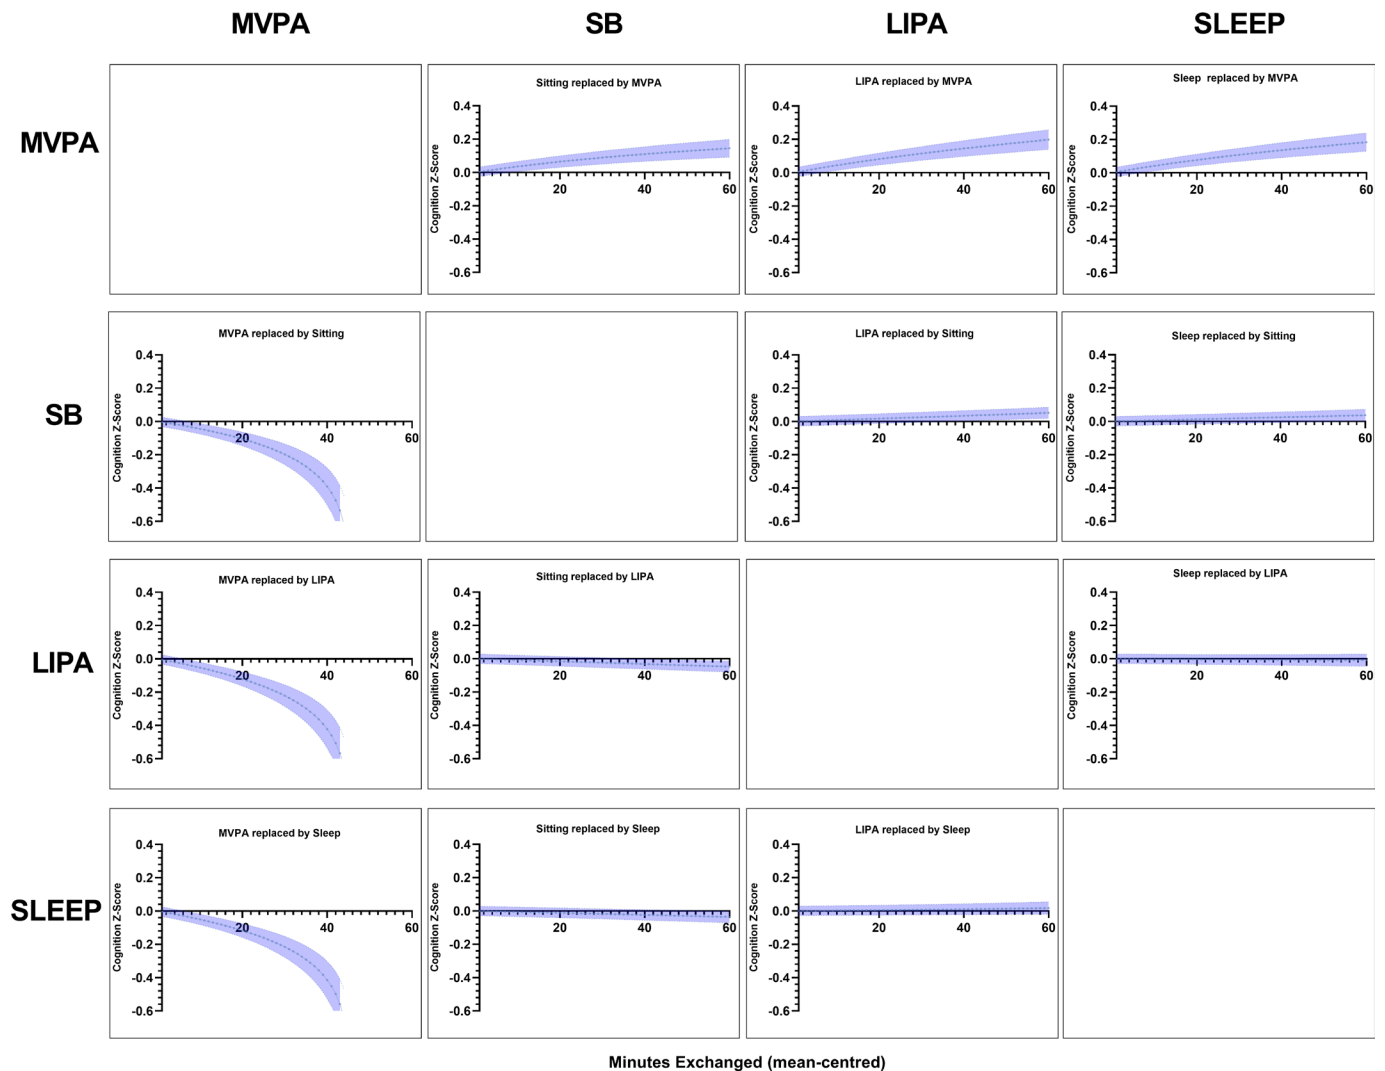 MVPA SB LIPA SLEEP
MVPA
Sitting replaced by MVPA
Cognition Z-Score
0.4
0.2
0.0
-0.2
-0.4
-0.6
20 40 60
LIPA replaced by MVPA
Cognition Z-Score
0.4
0.2
0.0
-0.2
-0.4
-0.6
20 40 60
Sleep replaced by MVPA
Cognition Z-Score
0.4
0.2
0.0
-0.2
-0.4
-0.6
20 40 60
SB
MVPA replaced by Sitting
Cognition Z-Score
0.4
0.2
0.0
-0.2
-0.4
-0.6
20 40 60
LIPA replaced by Sitting
Cognition Z-Score
0.4
0.2
0.0
-0.2
-0.4
-0.6
20 40 60
Sleep replaced by Sitting
Cognition Z-Score
0.4
0.2
0.0
-0.2
-0.4
-0.6
20 40 60
LIPA
MVPA replaced by LIPA
Cognition Z-Score
0.4
0.2
0.0
-0.2
-0.4
-0.6
20 40 60
Sitting replaced by LIPA
Cognition Z-Score
0.4
0.2
0.0
-0.2
-0.4
-0.6
20 40 60
Sleep replaced by LIPA
Cognition Z-Score
0.4
0.2
0.0
-0.2
-0.4
-0.6
20 40 60
SLEEP
MVPA replaced by Sleep
Cognition Z-Score
0.4
0.2
0.0
-0.2
-0.4
-0.6
20 40 60
Sitting replaced by Sleep
Cognition Z-Score
0.4
0.2
0.0
-0.2
-0.4
-0.6
20 40 60
LIPA replaced by Sleep
Cognition Z-Score
0.4
0.2
0.0
-0.2
-0.4
-0.6
20 40 60
Minutes Exchanged (mean-centred)